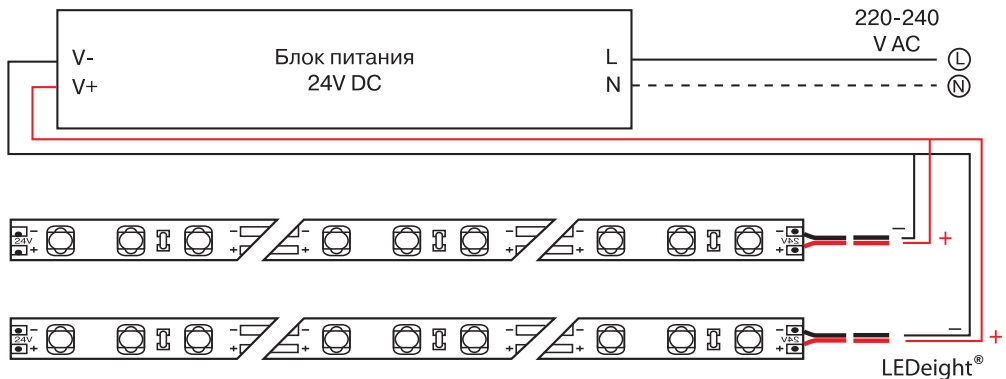 220-240
V AC
V-
Блок питания
L
L
V+
24V DC
N
N
- - - - - -
24V
24V
+ + + + + +
-
+
- - - - - -
24V
24V
+ + + + + +
-
+
LEDeight®